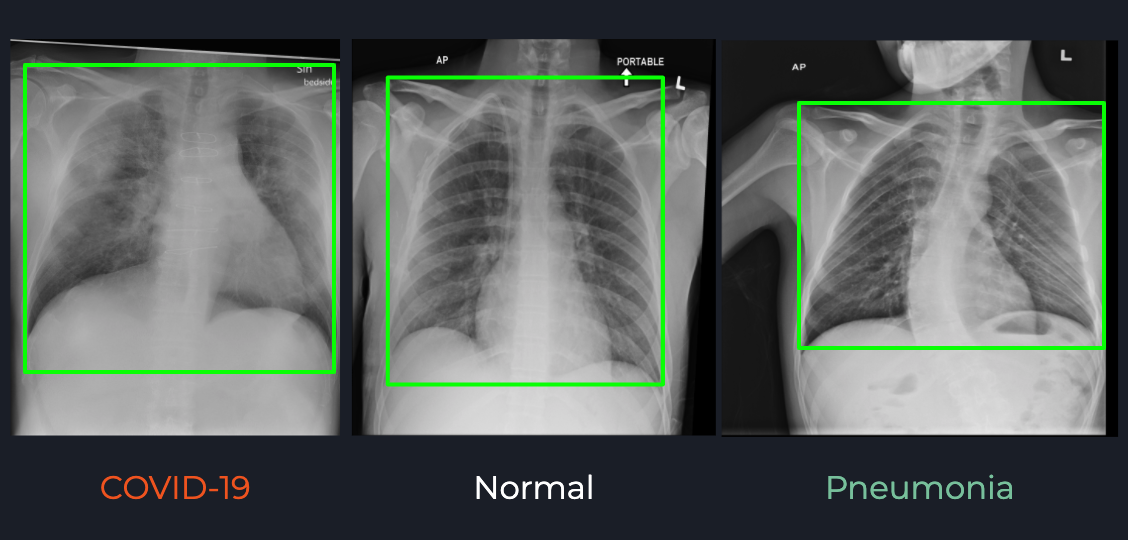 Sin
bedside
AP
PORTABLE
L
AP
L
COVID-19
Normal
Pneumonia